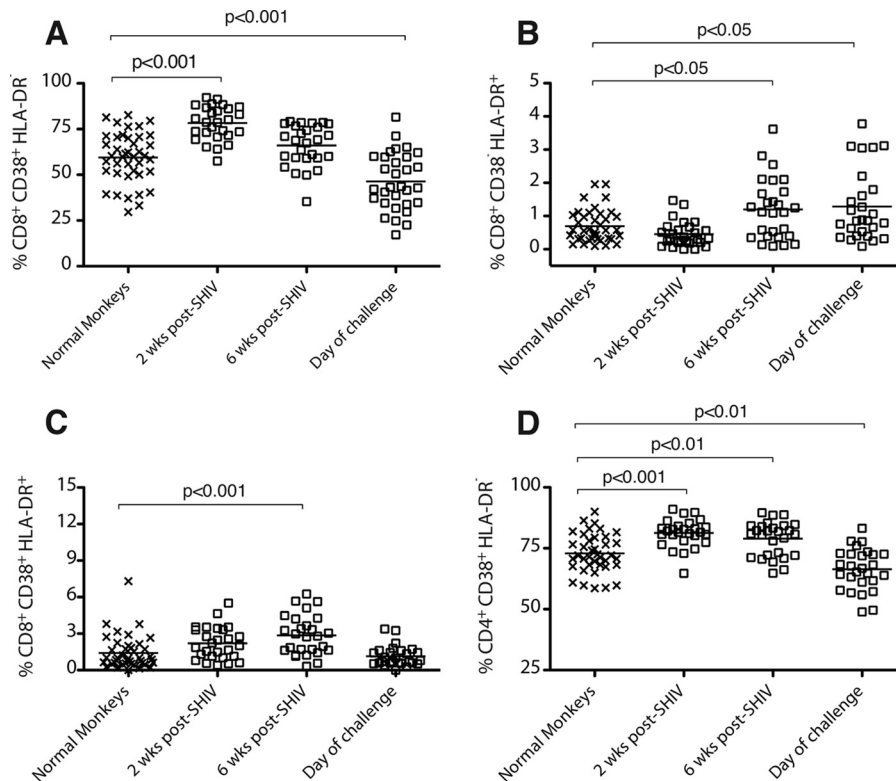 A
p<0.001
p<0.001
% CD8+ CD38+ HLA-DR-
100
75
50
25
0
Normal Monkeys
2 wks post-SHIV
6 wks post-SHIV
Day of challenge
B
p<0.05
p<0.05
% CD8+ CD38- HLA-DR+
5
4
3
2
1
0
Normal Monkeys
2 wks post-SHIV
6 wks post-SHIV
Day of challenge
C
p<0.001
% CD8+ CD38+ HLA-DR+
15
12
9
6
3
0
Normal Monkeys
2 wks post-SHIV
6 wks post-SHIV
Day of challenge
D
p<0.01
p<0.01
p<0.001
% CD4+ CD38+ HLA-DR-
100
75
50
25
Normal Monkeys
2 wks post-SHIV
6 wks post-SHIV
Day of challenge